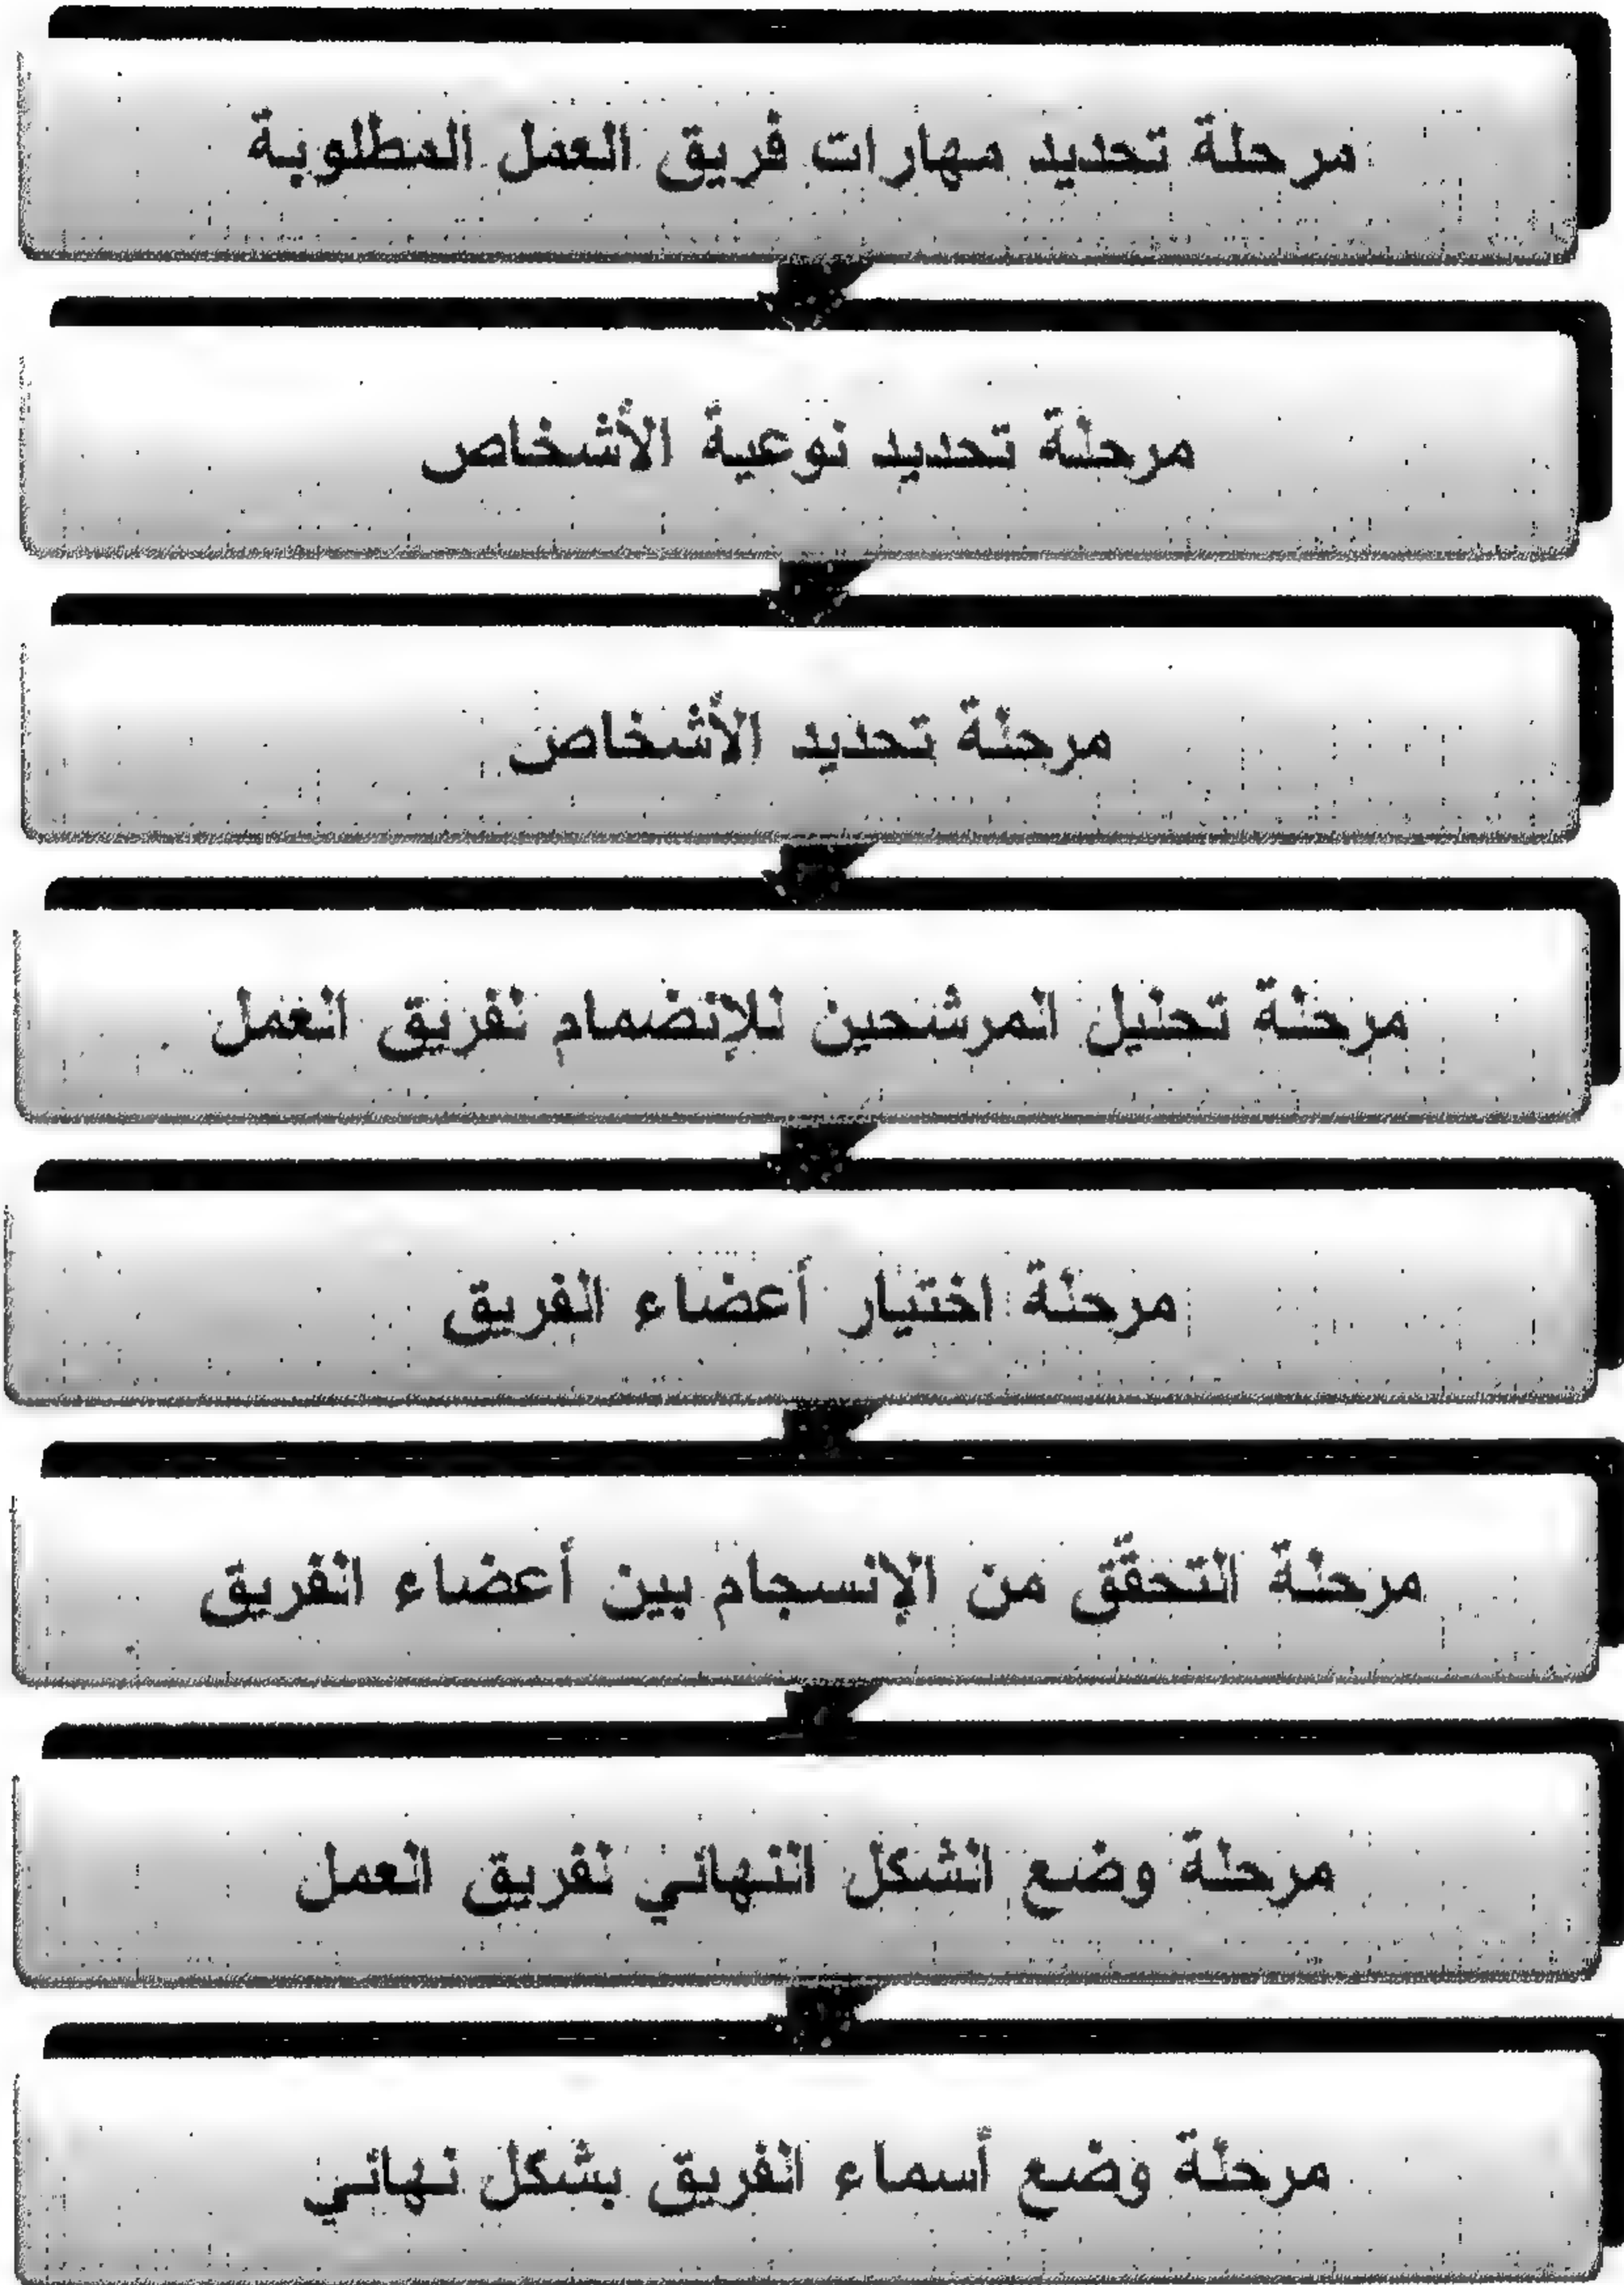 مرحلة تحديد مهارات فريق العمل المطلوبة
مرحلة تحديد نوعية الأشخاص
مرحلة تحديد الأشخاص
مرحلة تحليل المرشحين للإنضمام لفريق العمل
مرحلة اختيار أعضاء الفريق
مرحلة التحقّق من الإنسجام بين أعضاء الفريق
مرحلة وضع الشكل النهائي لفريق العمل
مرحلة وضع أسماء الفريق بشكل نهائي